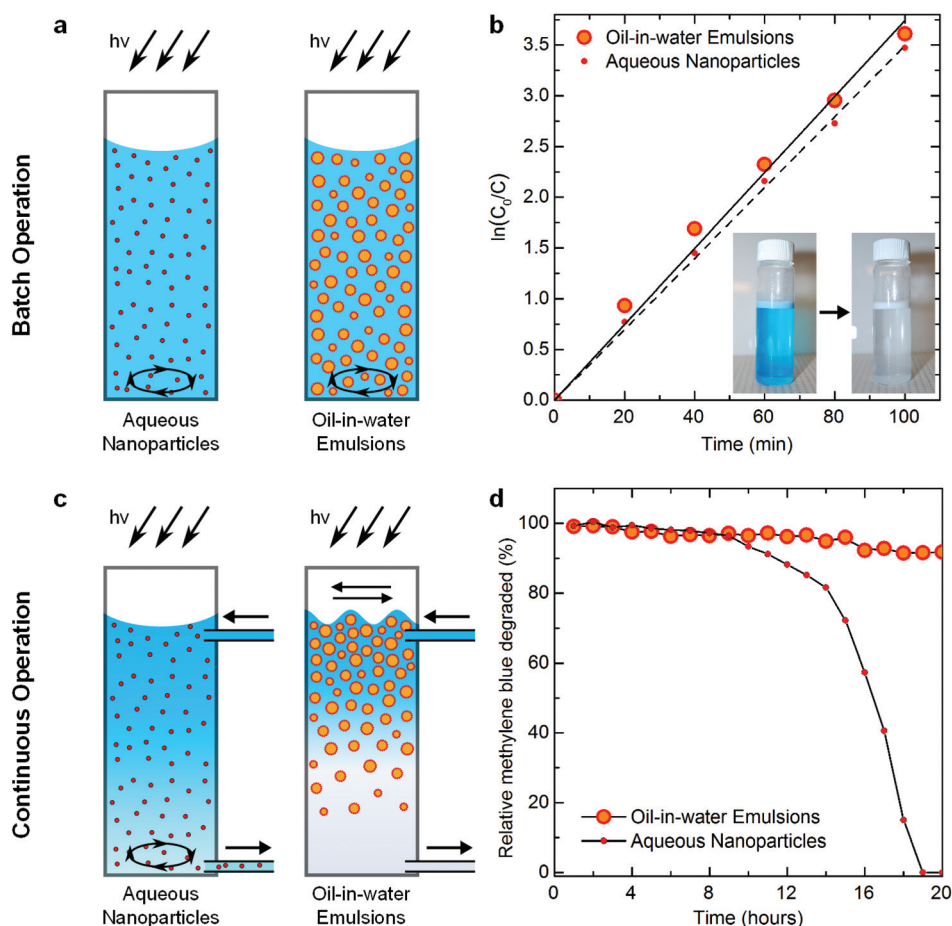 a
hν
hν
Batch Operation
Aqueous
Nanoparticles
Oil-in-water
Emulsions
b
Oil-in-water Emulsions
Aqueous Nanoparticles
ln(C₀/C)
3.5
3.0
2.5
2.0
1.5
1.0
0.5
0.0
20
40
60
80
100
Time (min)
c
hν
hν
Continuous Operation
Aqueous
Nanoparticles
Oil-in-water
Emulsions
d
Relative methylene blue degraded (%)
100
80
60
40
20
0
Oil-in-water Emulsions
Aqueous Nanoparticles
0
4
8
12
16
20
Time (hours)